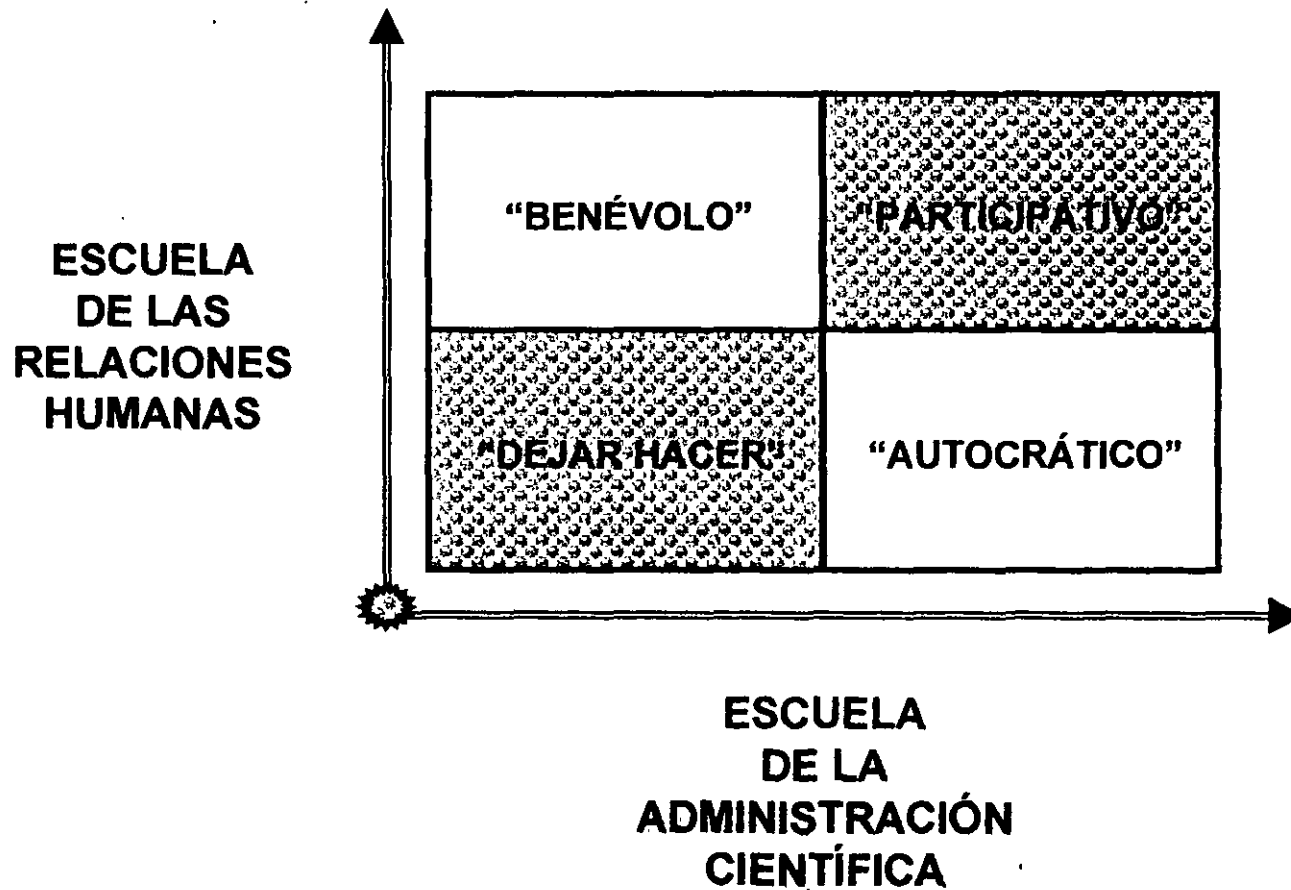 "BENÉVOLO"
"PARTICIPATIVO"
ESCUELA
DE LAS
RELACIONES
HUMANAS
"DEJAR HACER"
"AUTOCRÁTICO"
ESCUELA
DE LA
ADMINISTRACIÓN
CIENTÍFICA